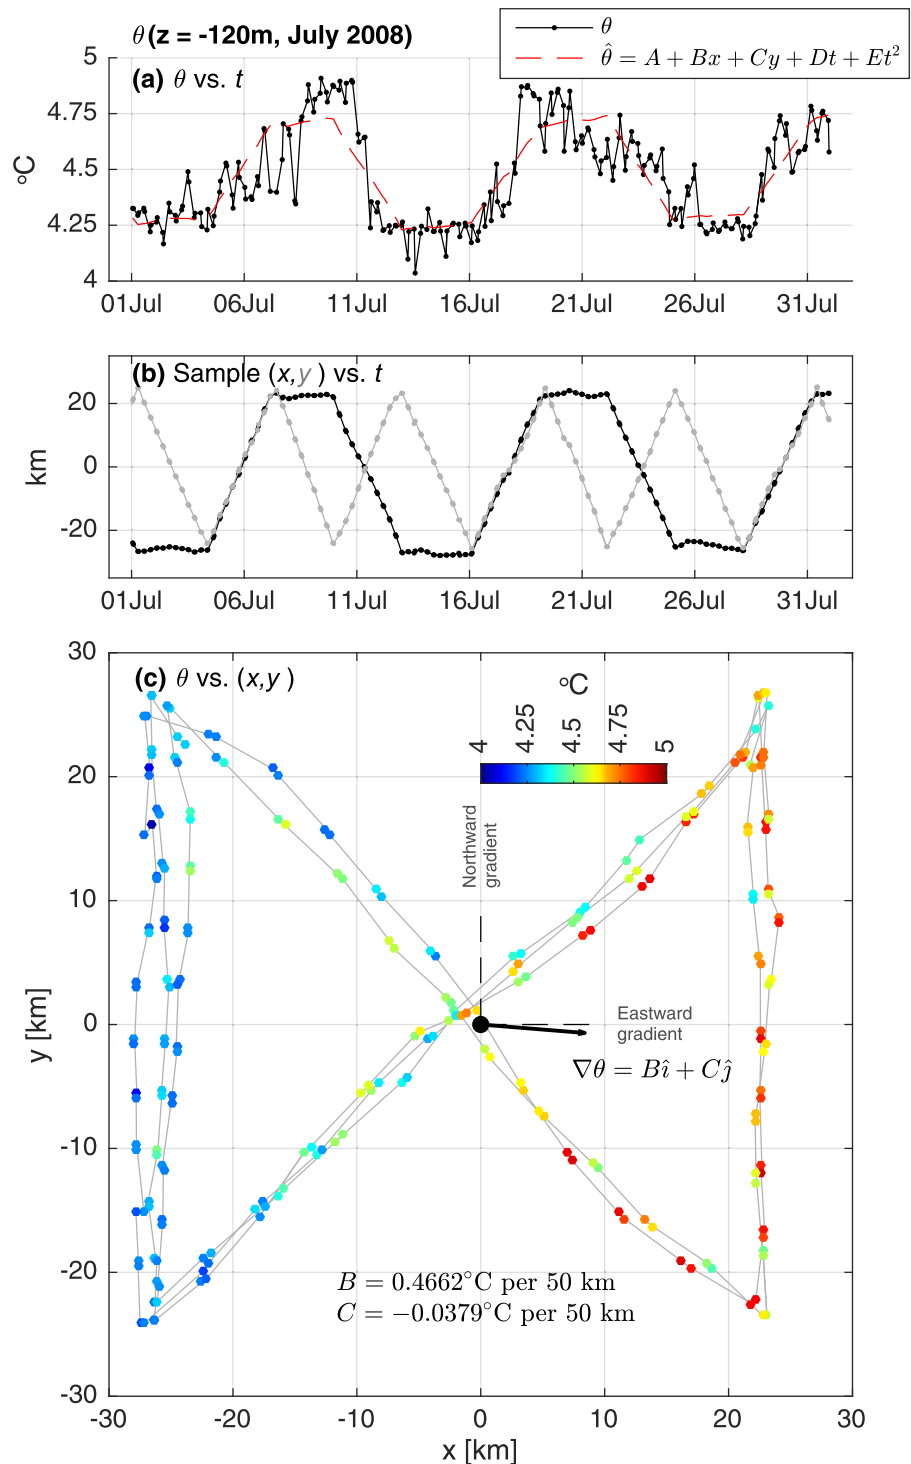 θ(z = -120m, July 2008)
θ
θ̂ = A + Bx + Cy + Dt + Et²
(a) θ vs. t
5
4.75
4.5
4.25
4
°C
01Jul 06Jul 11Jul 16Jul 21Jul 26Jul 31Jul
(b) Sample (x,y ) vs. t
20
0
-20
km
01Jul 06Jul 11Jul 16Jul 21Jul 26Jul 31Jul
(c) θ vs. (x,y )
°C
4 4.25 4.5 4.75 5
Northward
gradient
Eastward
gradient
∇θ = Bî + Cĵ
B = 0.4662°C per 50 km
C = −0.0379°C per 50 km
30
20
10
0
-10
-20
-30
y [km]
-30 -20 -10 0 10 20 30
x [km]